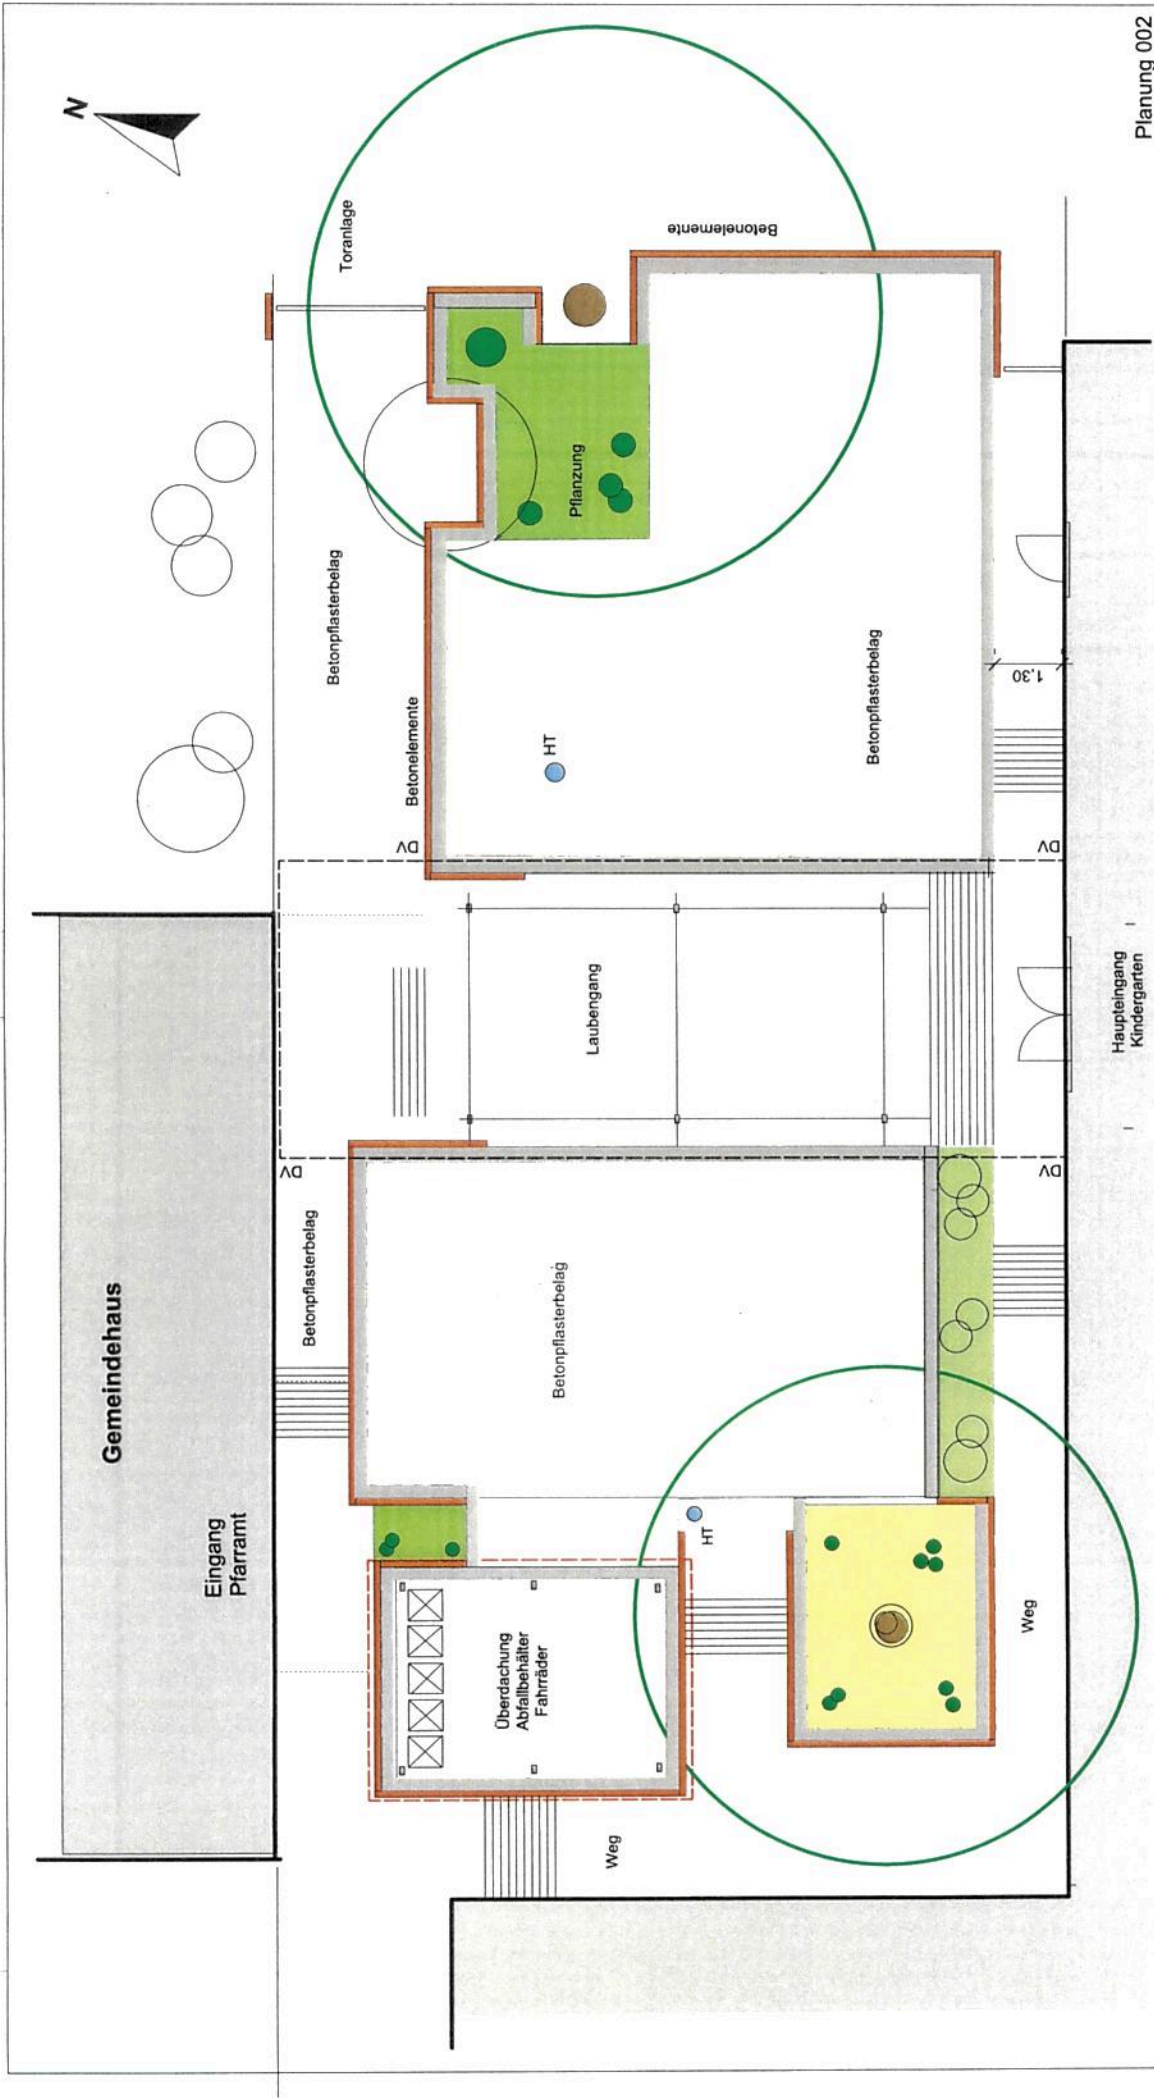 N
Toranlage
Betonelemente
Planung 002
Betonpflasterbelag
Pflanzung
Betonelemente
HT
Betonpflasterbelag
1,30
DV
DV
Gemeindehaus
Laubengang
Haupteingang
Kindergarten
DV
DV
Betonpflasterbelag
Betonpflasterbelag
Eingang
Pfarramt
HT
Überdachung
Abfallbehälter
Fahrräder
Weg
Weg